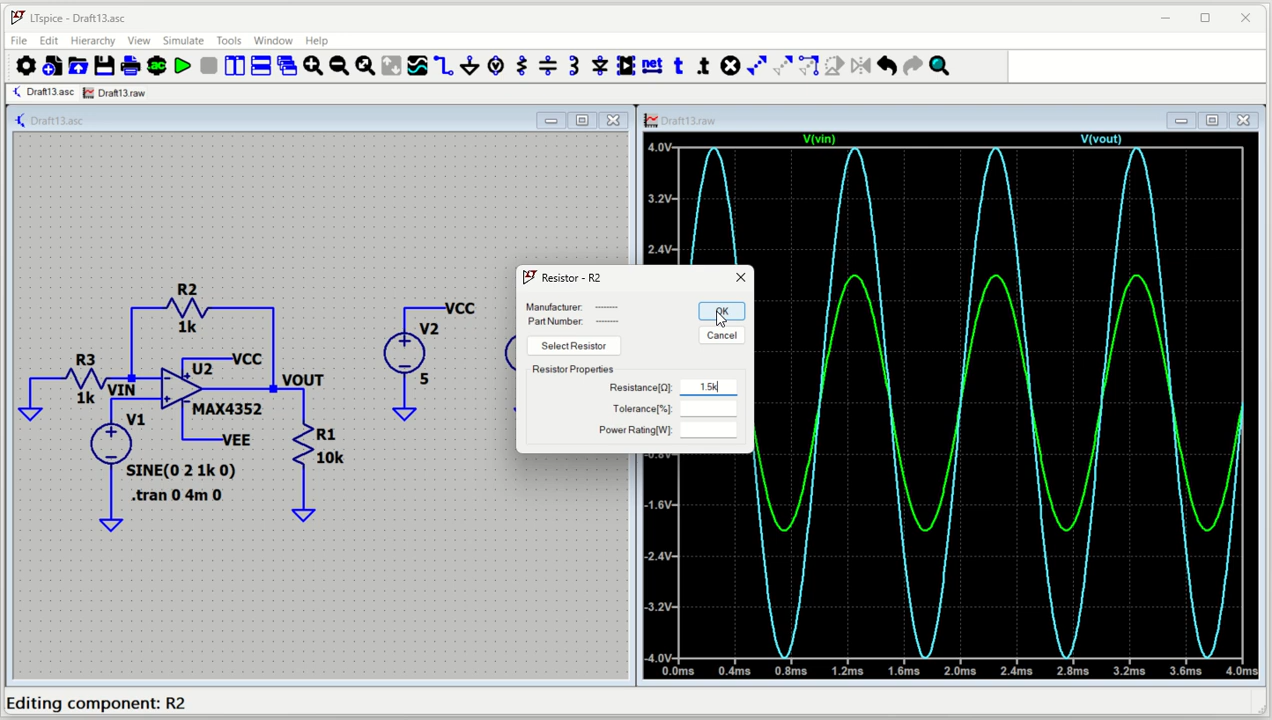 LTspice - Draft13.asc
File Edit Hierarchy View Simulate Tools Window Help
.ac net t .t
Draft13.asc Draft13.raw
Draft13.asc
R2
1k
VCC
V2
5
R3
1k
VIN
VCC
U2
VOUT
MAX4352
V1
VEE
R1
10k
SINE(0 2 1k 0)
.tran 0 4m 0
Draft13.raw
V(vin) V(vout)
4.0V
3.2V
2.4V
-0.8V
-1.6V
-2.4V
-3.2V
-4.0V
0.0ms 0.4ms 0.8ms 1.2ms 1.6ms 2.0ms 2.4ms 2.8ms 3.2ms 3.6ms 4.0ms
Resistor - R2
Manufacturer: --------
Part Number: --------
OK
Cancel
Select Resistor
Resistor Properties
Resistance[Ω]: 1.5k
Tolerance[%]:
Power Rating[W]:
Editing component: R2